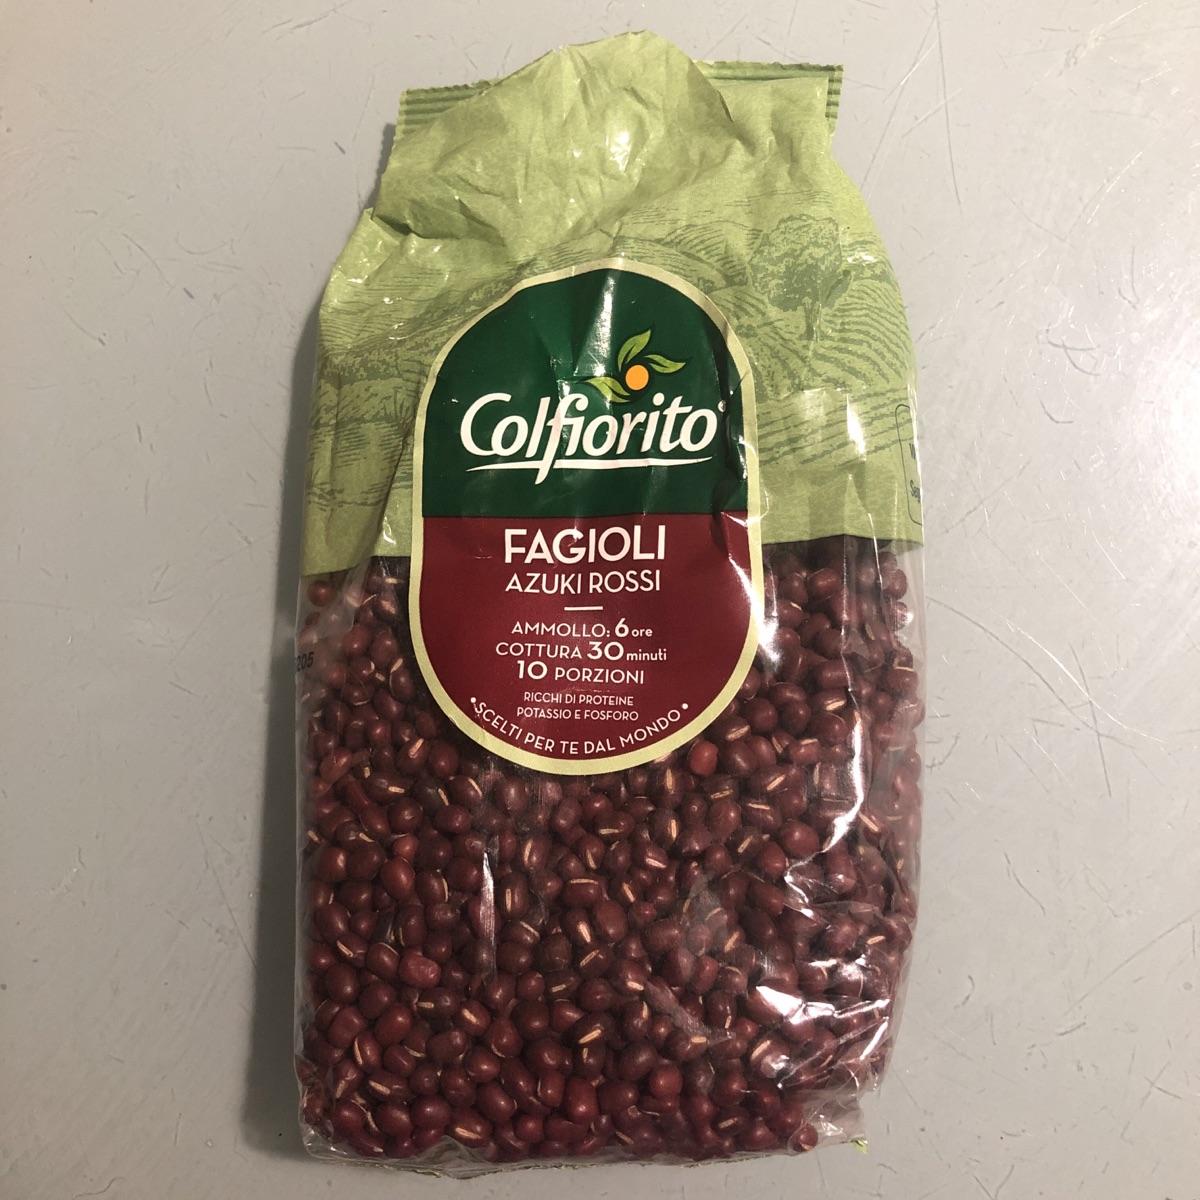 Colfiorito®
FAGIOLI
AZUKI ROSSI
AMMOLLO: 6 ore
COTTURA 30 minuti
10 PORZIONI
RICCHI DI PROTEINE
POTASSIO E FOSFORO
•SCELTI PER TE DAL MONDO•